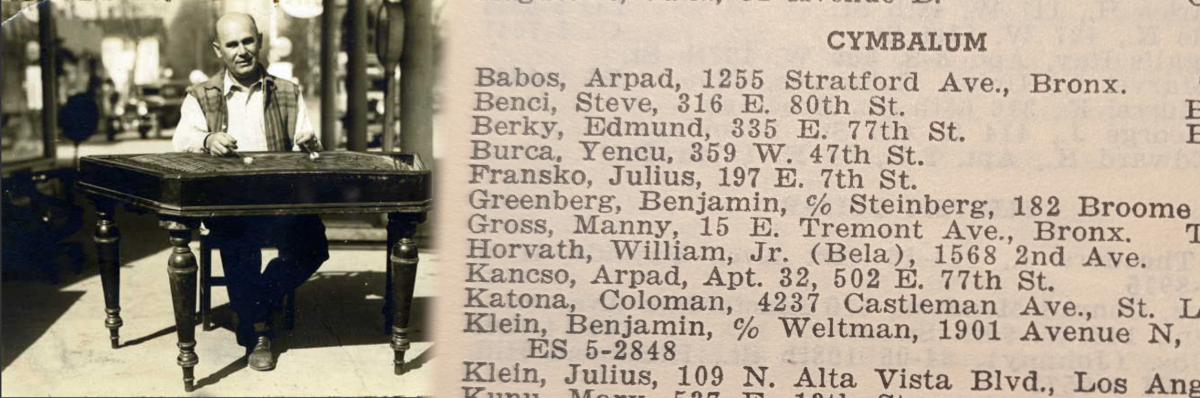 CYMBALUM
Babos, Arpad, 1255 Stratford Ave., Bronx.
Benci, Steve, 316 E. 80th St.
Berky, Edmund, 335 E. 77th St.
Burca, Yencu, 359 W. 47th St.
Fransko, Julius, 197 E. 7th St.
Greenberg, Benjamin, % Steinberg, 182 Broome
Gross, Manny, 15 E. Tremont Ave., Bronx.
Horvath, William, Jr. (Bela), 1568 2nd Ave.
Kancso, Arpad, Apt. 32, 502 E. 77th St.
Katona, Coloman, 4237 Castleman Ave., St. L
Klein, Benjamin, % Weltman, 1901 Avenue N,
ES 5-2848
Klein, Julius, 109 N. Alta Vista Blvd., Los Ang